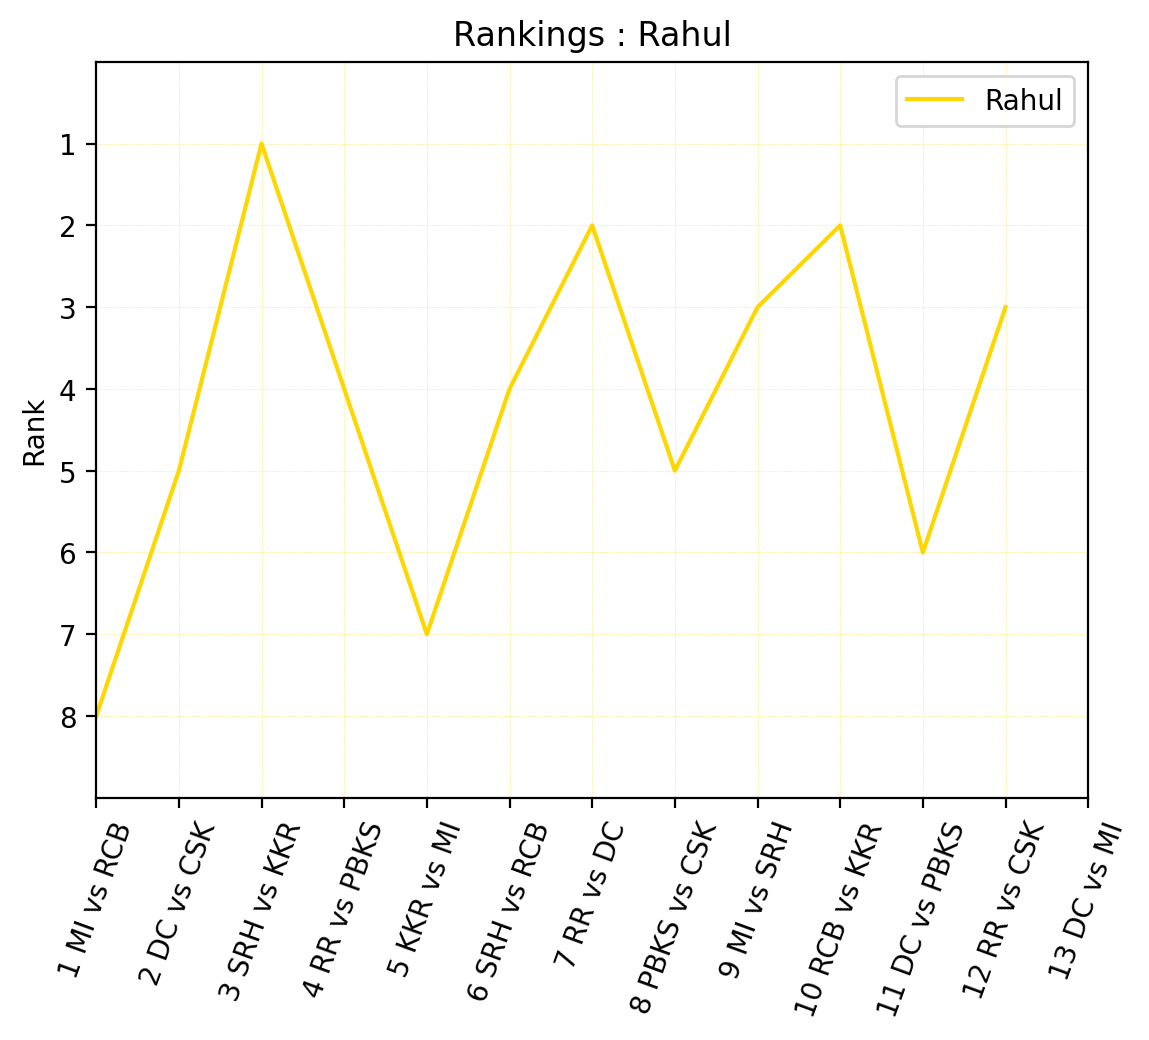 Rankings : Rahul
Rahul
Rank
1
2
3
4
5
6
7
8
1 MI vs RCB
2 DC vs CSK
3 SRH vs KKR
4 RR vs PBKS
5 KKR vs MI
6 SRH vs RCB
7 RR vs DC
8 PBKS vs CSK
9 MI vs SRH
10 RCB vs KKR
11 DC vs PBKS
12 RR vs CSK
13 DC vs MI